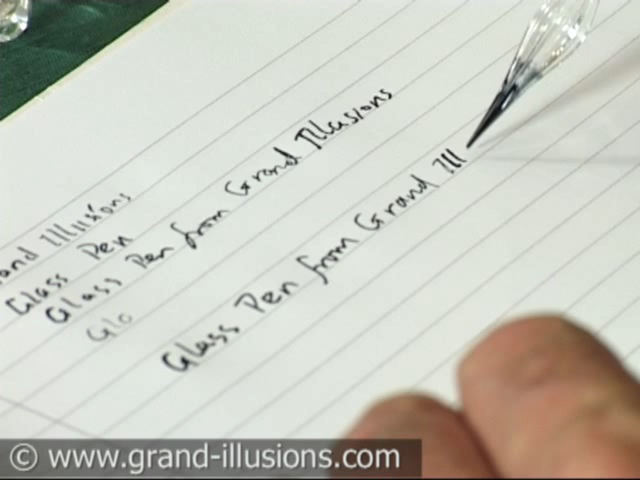 and Illusions
Glass Pen
Glass Pen from Grand Illusions
Glo
Glass Pen from Grand Ill
© www.grand-illusions.com